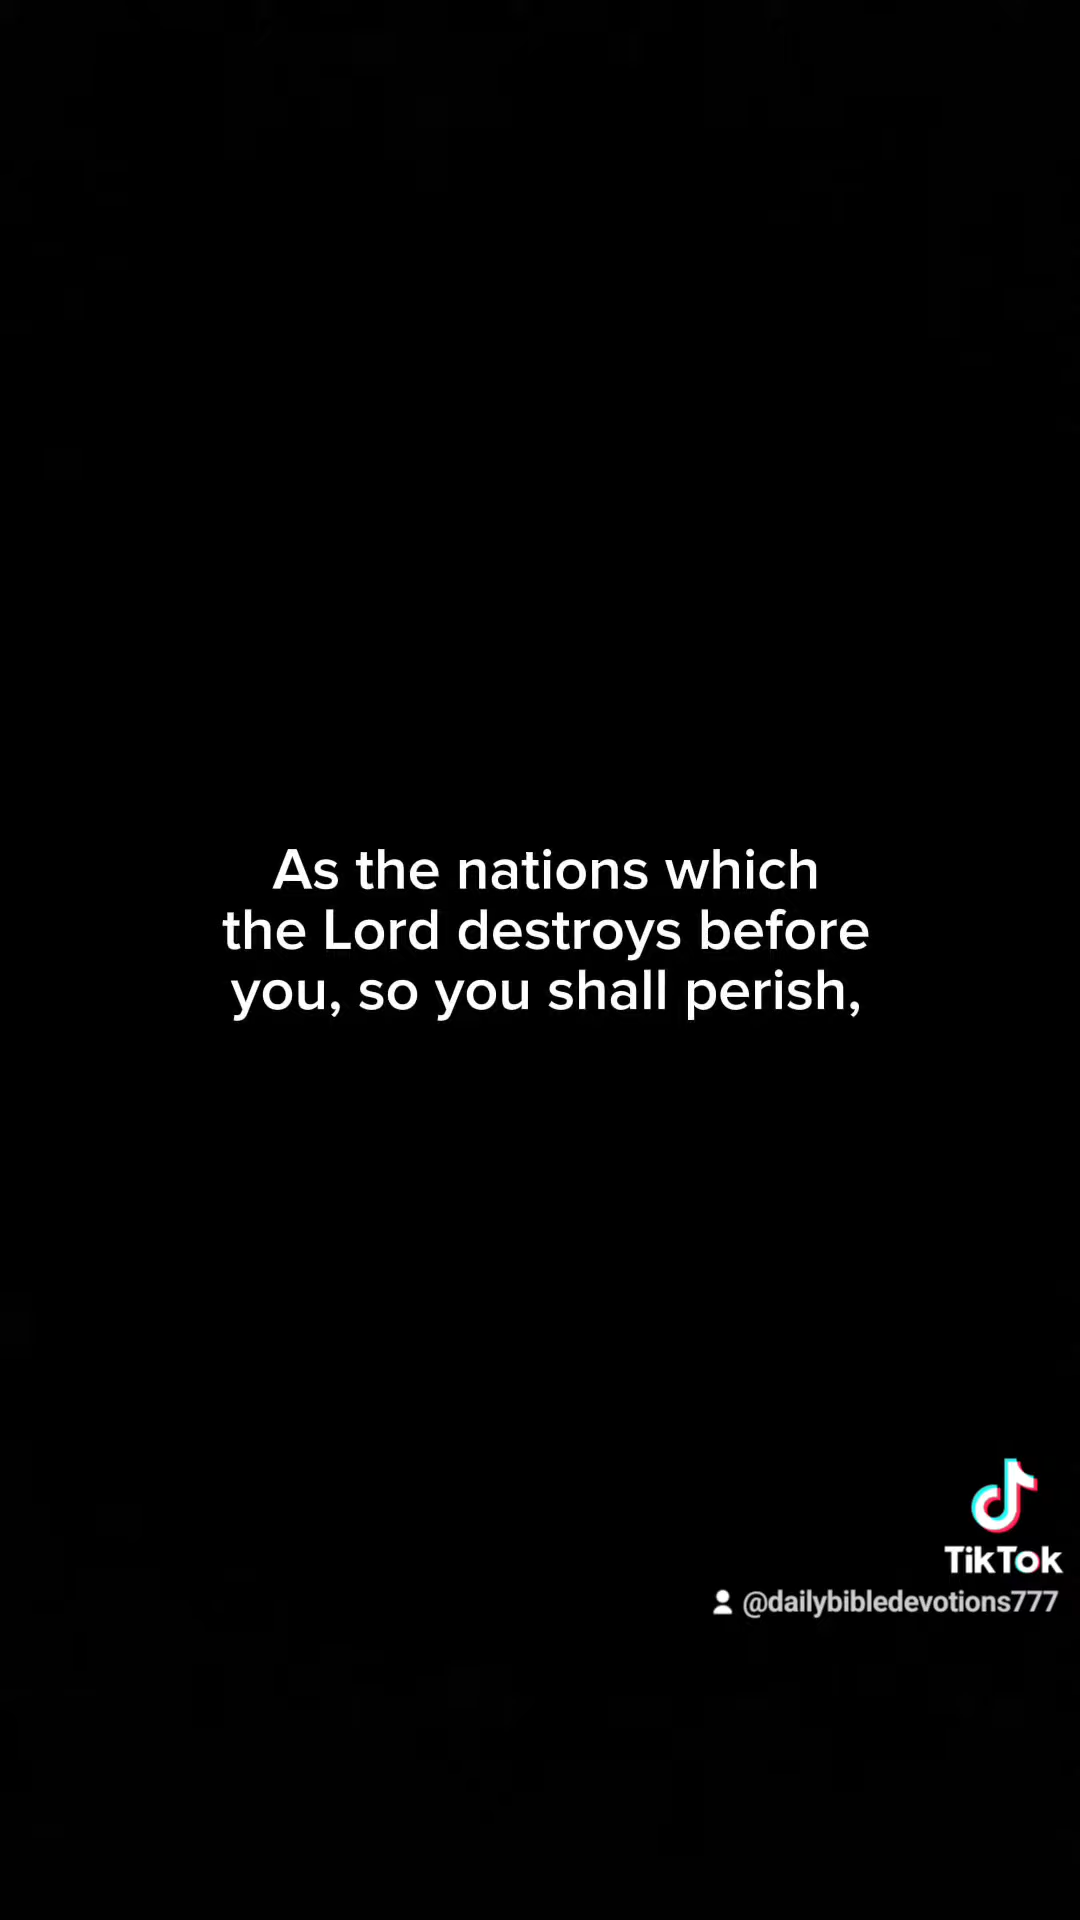 As the nations which
the Lord destroys before
you, so you shall perish,
TikTok
@dailybibledevotions777